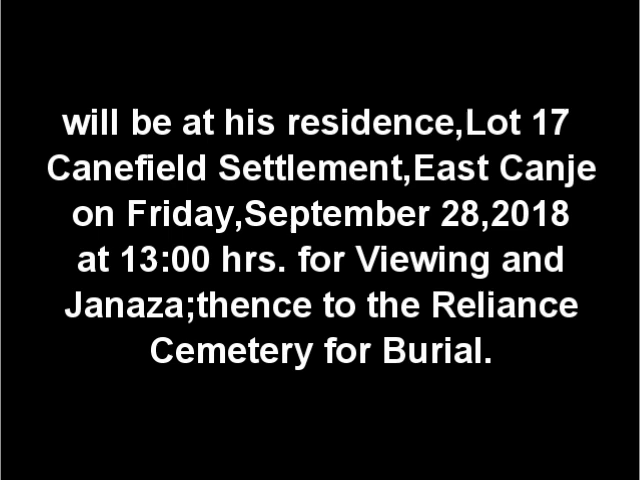 will be at his residence,Lot 17
Canefield Settlement,East Canje
on Friday,September 28,2018
at 13:00 hrs. for Viewing and
Janaza;thence to the Reliance
Cemetery for Burial.